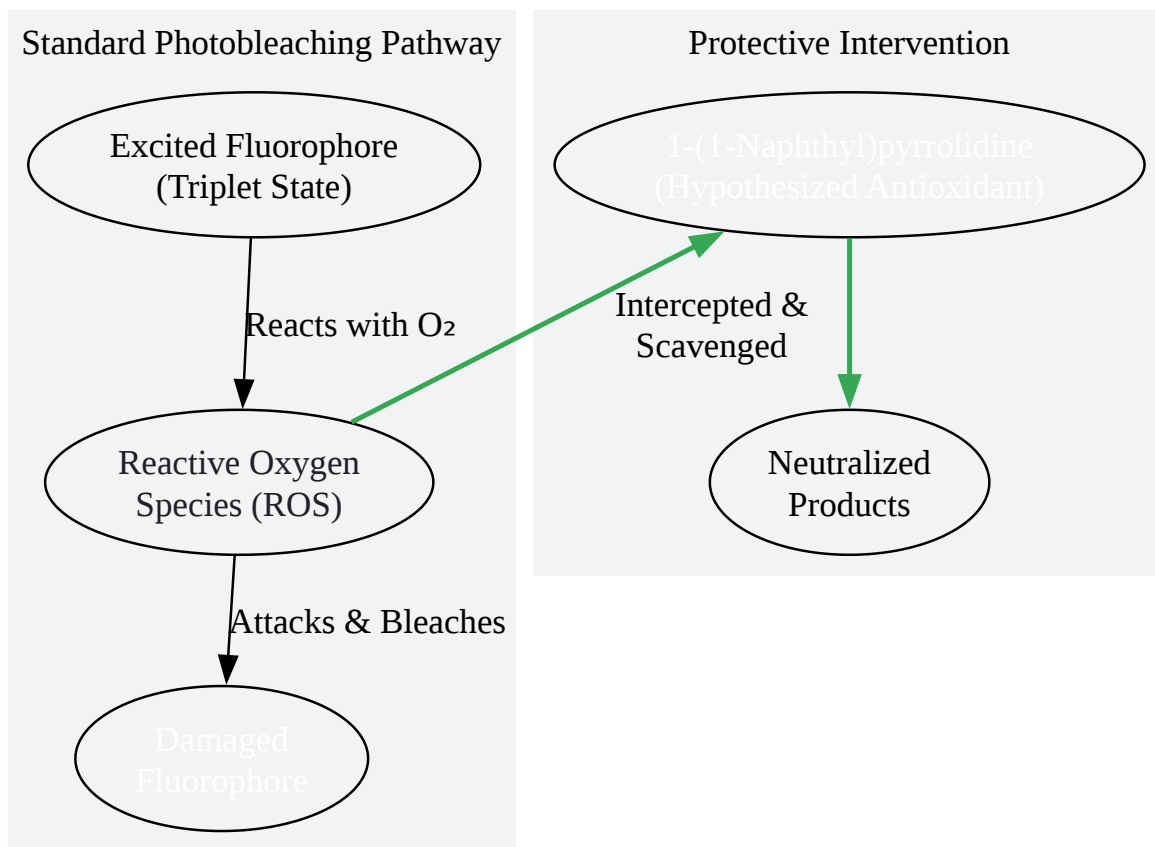 Standard Photobleaching Pathway
Excited Fluorophore
(Triplet State)
Reacts with O₂
Reactive Oxygen
Species (ROS)
Attacks & Bleaches
Damaged
Fluorophore
Protective Intervention
1-(1-Naphthyl)pyrrolidine
(Hypothesized Antioxidant)
Intercepted &
Scavenged
Neutralized
Products